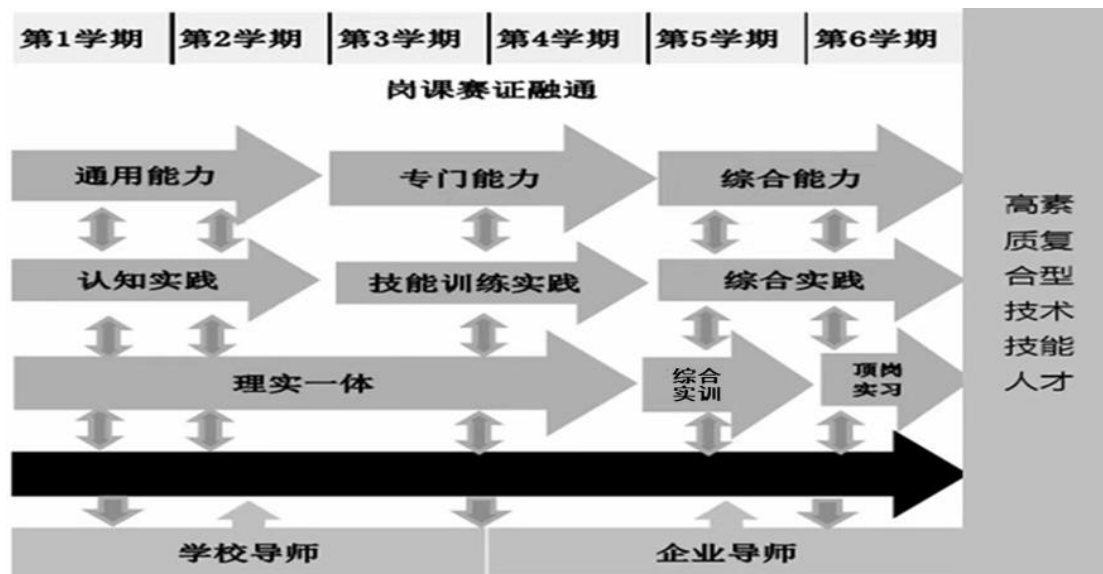 第1学期 第2学期 第3学期 第4学期 第5学期 第6学期
岗课赛证融通
通用能力 专门能力 综合能力
认知实践 技能训练实践 综合实践
理实一体
综合
实训
顶岗
实习
学校导师 企业导师
高素
质复
合型
技术
技能
人才